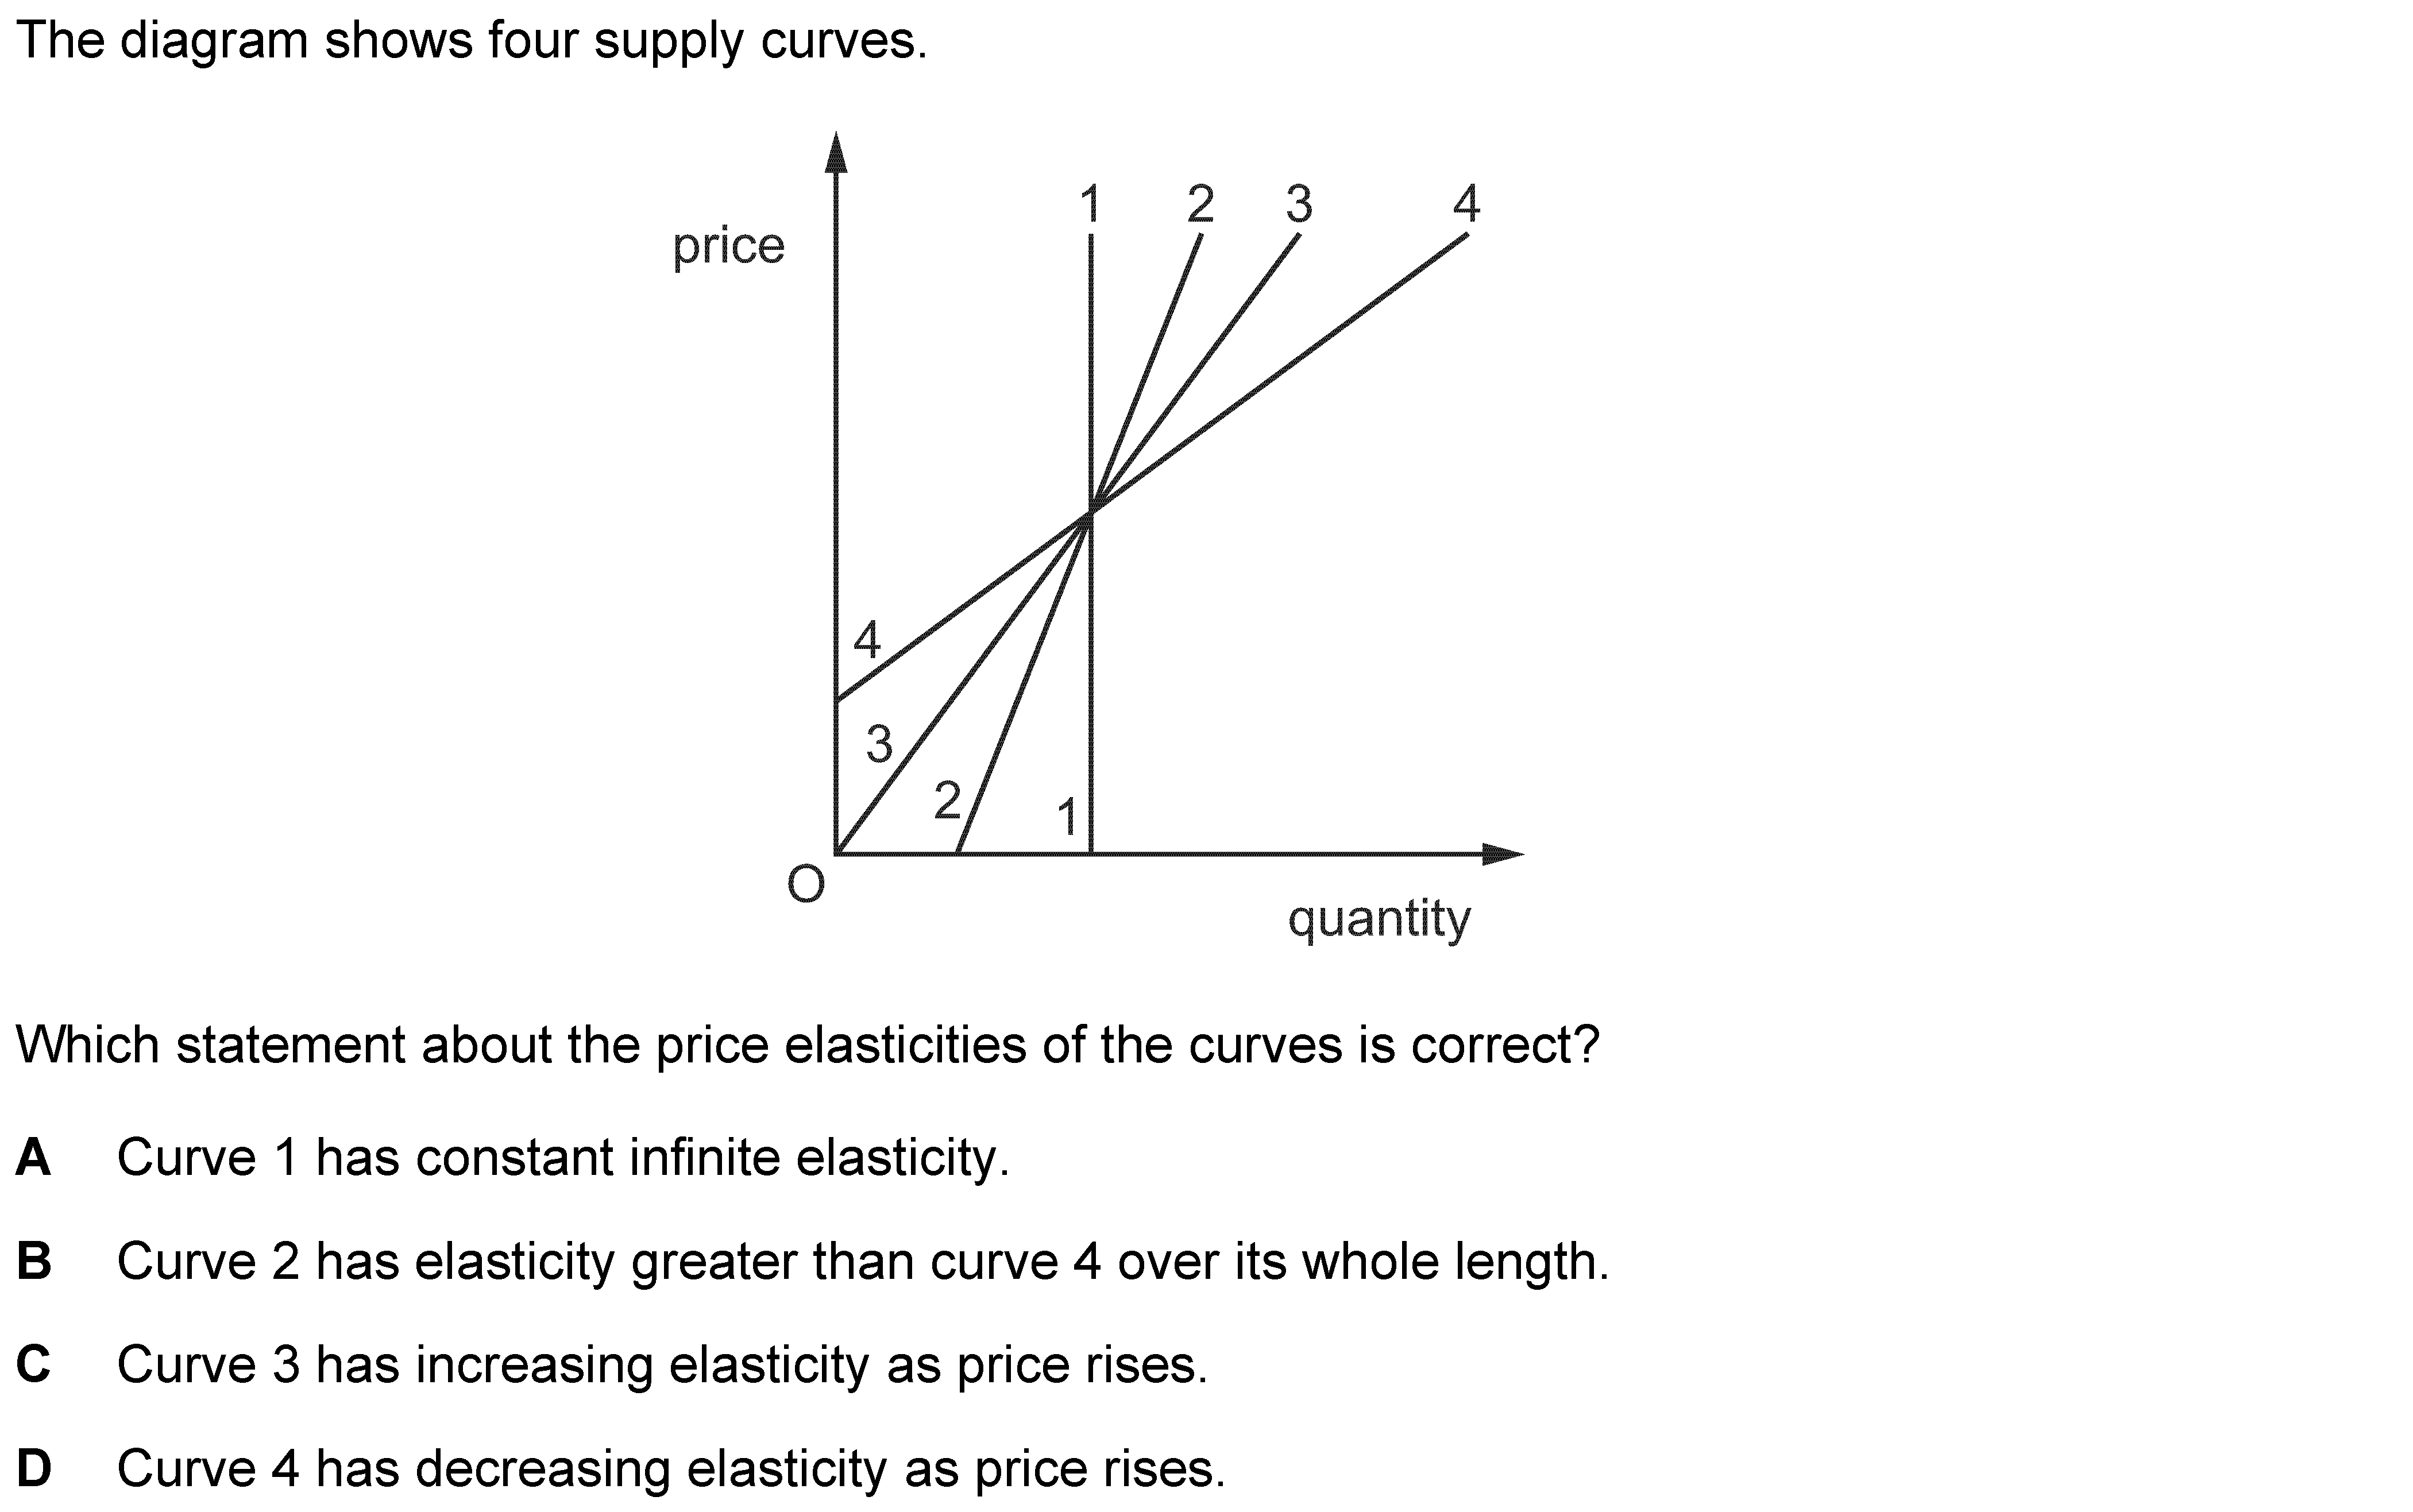 The diagram shows four supply curves.
1 2 3 4
price
4
3
2 1
O
quantity
Which statement about the price elasticities of the curves is correct?
A Curve 1 has constant infinite elasticity.
B Curve 2 has elasticity greater than curve 4 over its whole length.
C Curve 3 has increasing elasticity as price rises.
D Curve 4 has decreasing elasticity as price rises.